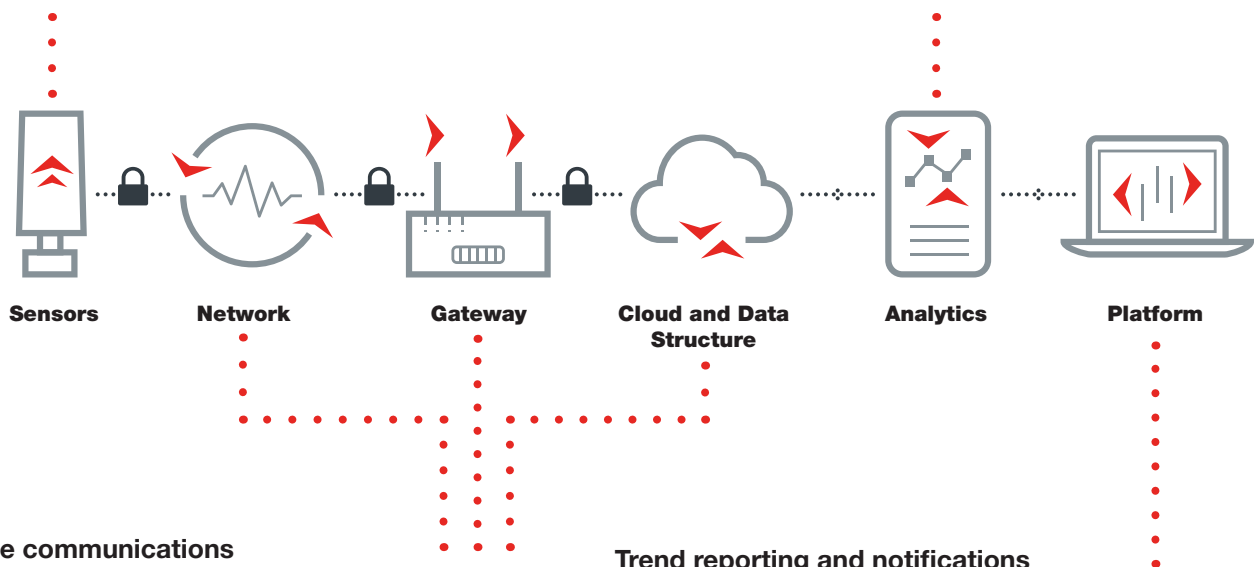 Sensors
Network
Gateway
Cloud and Data
Structure
Analytics
Platform
e communications
Trend reporting and notifications